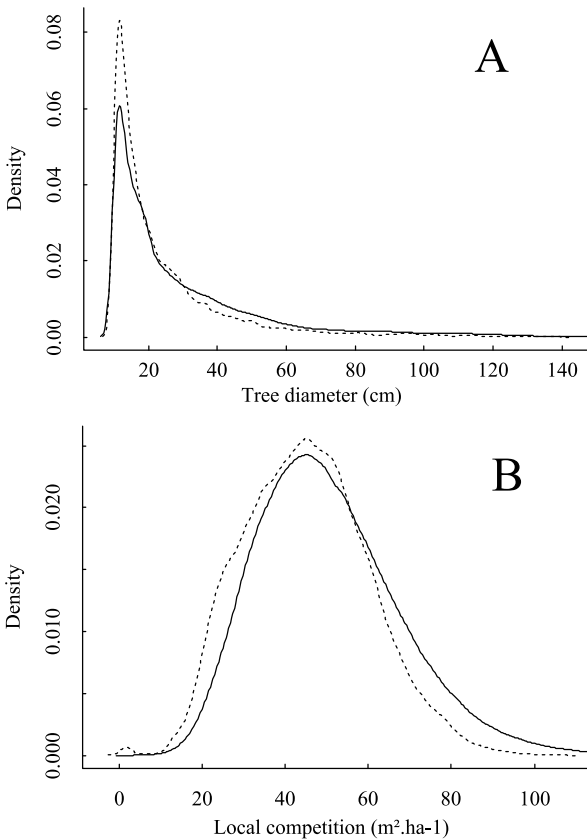 A
Density
0.00 0.02 0.04 0.06 0.08
20 40 60 80 100 120 140
Tree diameter (cm)
B
Density
0.000 0.010 0.020
0 20 40 60 80 100
Local competition (m².ha-1)